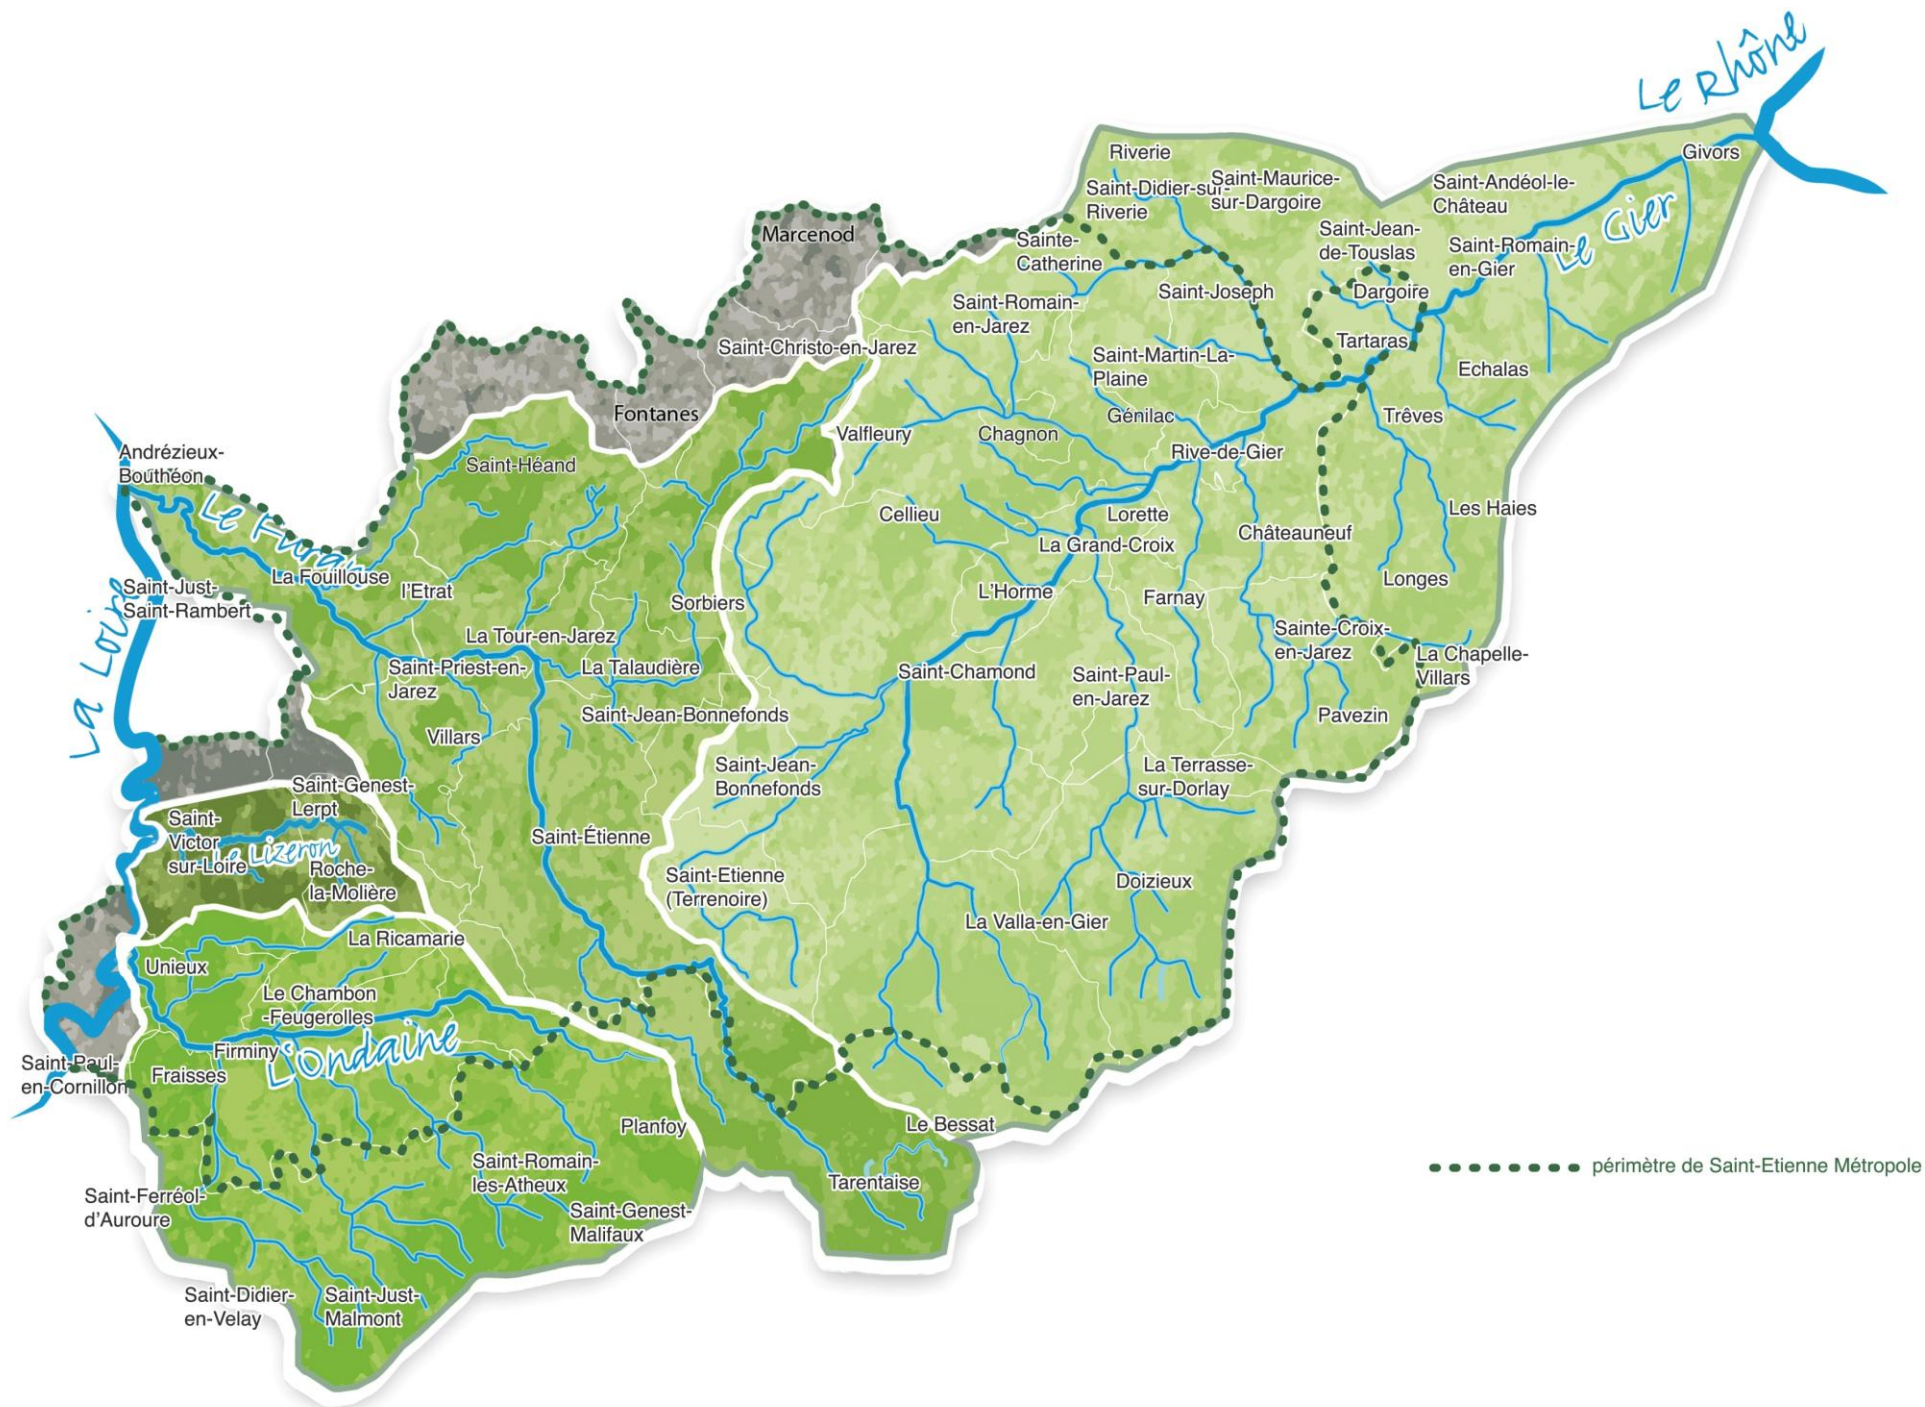 Le Rhône
Riverie
Givors
Saint-Didier-sur-
Riverie
Saint-Maurice-
sur-Dargoire
Saint-Andéol-le-
Château
Le Gier
Marcenod
Sainte-
Catherine
Saint-Jean-
de-Touslas
Saint-Romain-
en-Gier
Saint-Joseph
Dargoire
Saint-Romain-
en-Jarez
Saint-Christo-en-Jarez
Saint-Martin-La-
Plaine
Tartaras
Echalas
Fontanes
Génilac
Trêves
Valfleury
Chagnon
Rive-de-Gier
Andrézieux-
Bouthéon
Saint-Héand
Le Furan
Cellieu
Lorette
Les Haies
La Grand-Croix
Châteauneuf
La Fouillouse
l'Etrat
Saint-Just-
Saint-Rambert
La Loire
Sorbiers
L'Horme
Farnay
Longes
La Tour-en-Jarez
Sainte-Croix-
en-Jarez
Saint-Priest-en-
Jarez
La Talaudière
Saint-Chamond
Saint-Paul-
en-Jarez
La Chapelle-
Villars
Saint-Jean-Bonnefonds
Pavezin
Villars
Saint-Jean-
Bonnefonds
La Terrasse-
sur-Dorlay
Saint-Genest-
Lerpt
Saint-
Victor
sur-Loire
Le Lizeron
Roche-
la-Molière
Saint-Étienne
Saint-Etienne
(Terrenoire)
Doizieux
La Valla-en-Gier
La Ricamarie
Unieux
Le Chambon
-Feugerolles
Firminy
L'Ondaine
Saint-Paul-
en-Cornillon
Fraisses
Planfoy
Le Bessat
Saint-Romain-
les-Atheux
Tarentaise
périmètre de Saint-Etienne Métropole
Saint-Ferréol-
d'Auroure
Saint-Genest-
Malifaux
Saint-Didier-
en-Velay
Saint-Just-
Malmont